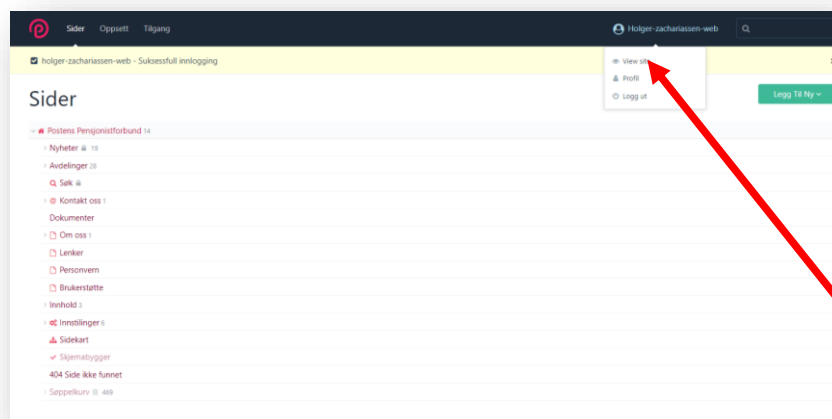 Sider Oppsett Tilgang Holger-zachariassen-web
holger-zachariassen-web - Suksessfull innlogging
View site
Profil
Logg ut
Sider
Legg Til Ny
Postens Pensjonistforbund 14
Nyheter 19
Avdelinger 28
Søk
Kontakt oss 1
Dokumenter
Om oss 1
Lenker
Personvern
Brukerstøtte
Innhold 3
Innstillinger 6
Sidekart
Skjemabygger
404 Side ikke funnet
Søppelkurv 469